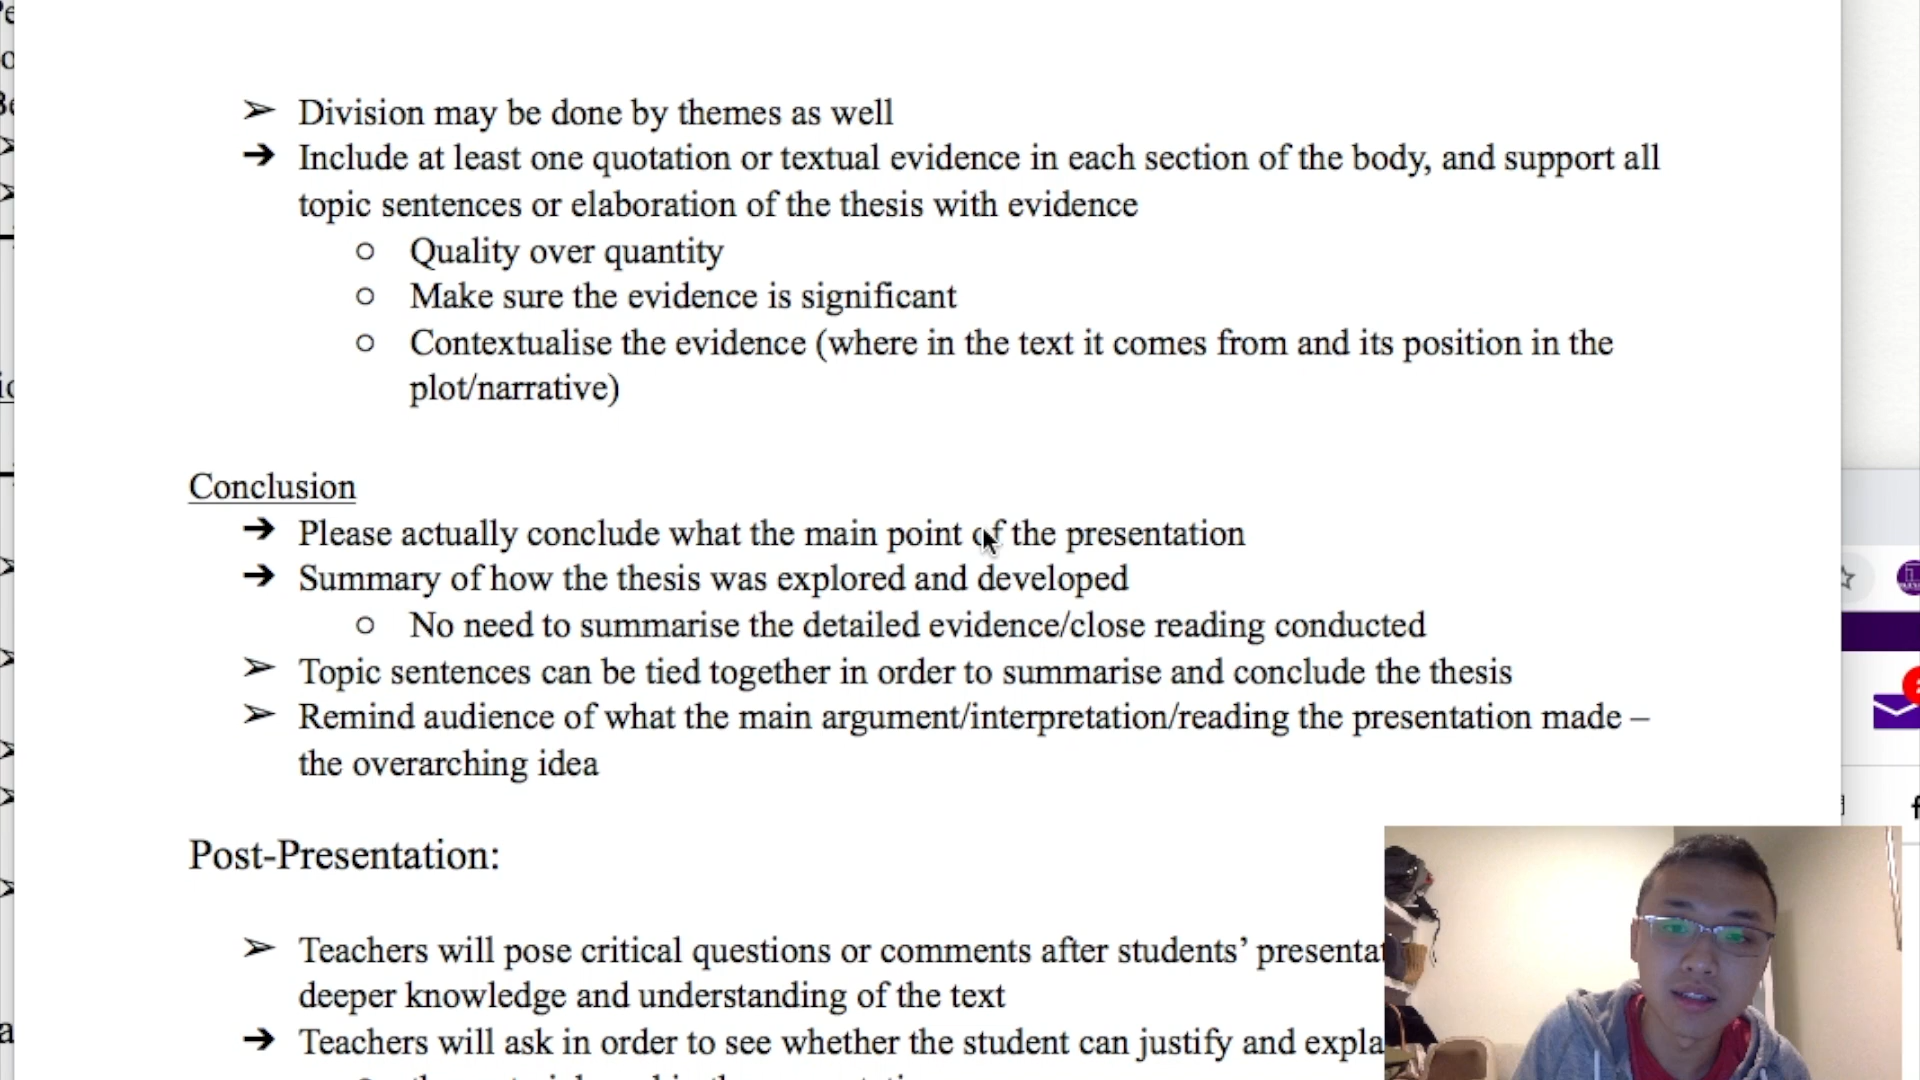 ➢ Division may be done by themes as well
➔ Include at least one quotation or textual evidence in each section of the body, and support all
topic sentences or elaboration of the thesis with evidence
○ Quality over quantity
○ Make sure the evidence is significant
○ Contextualise the evidence (where in the text it comes from and its position in the
plot/narrative)
Conclusion
➔ Please actually conclude what the main point of the presentation
➔ Summary of how the thesis was explored and developed
○ No need to summarise the detailed evidence/close reading conducted
➢ Topic sentences can be tied together in order to summarise and conclude the thesis
➢ Remind audience of what the main argument/interpretation/reading the presentation made –
the overarching idea
Post-Presentation:
➢ Teachers will pose critical questions or comments after students’
deeper knowledge and understanding of the text
➔ Teachers will ask in order to see whether the student can justify and